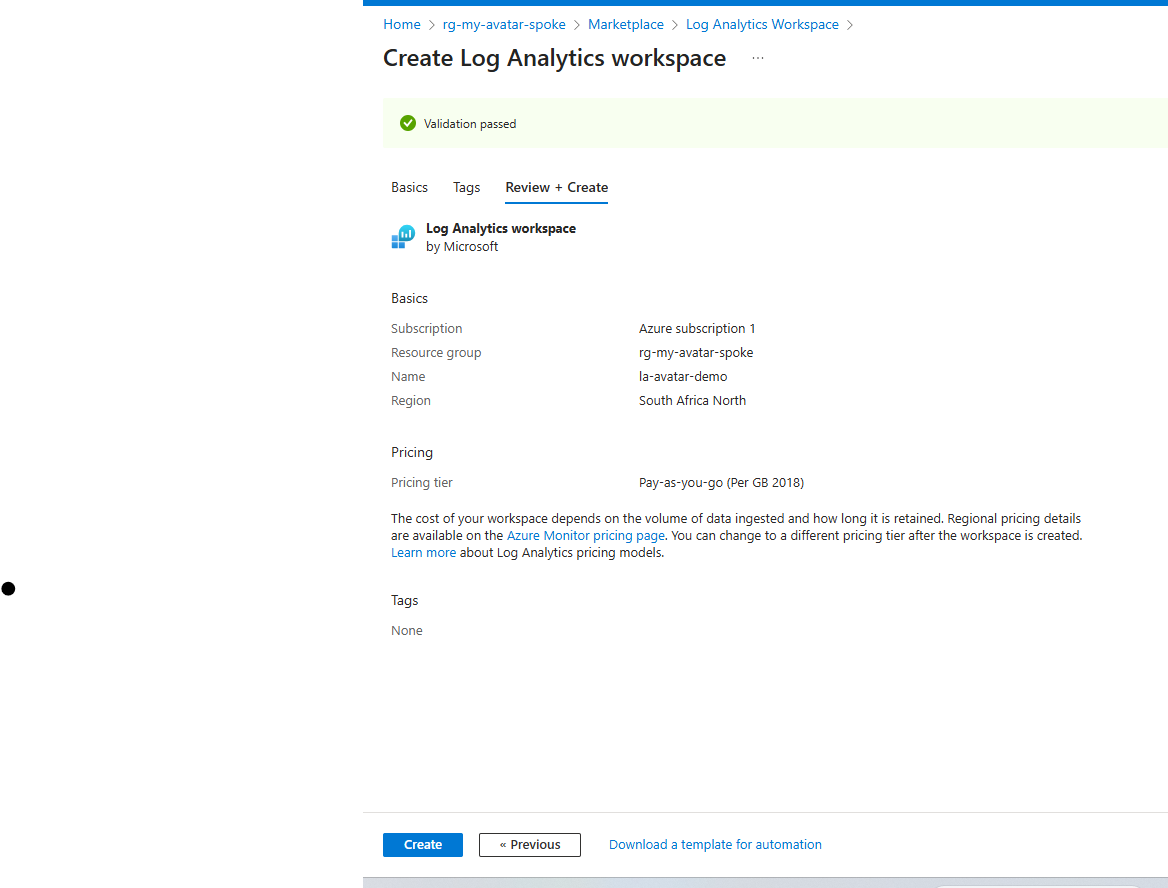 Home > rg-my-avatar-spoke > Marketplace > Log Analytics Workspace >
Create Log Analytics workspace ...
Validation passed
Basics Tags Review + Create
Log Analytics workspace
by Microsoft
Basics
Subscription Azure subscription 1
Resource group rg-my-avatar-spoke
Name la-avatar-demo
Region South Africa North
Pricing
Pricing tier Pay-as-you-go (Per GB 2018)
The cost of your workspace depends on the volume of data ingested and how long it is retained. Regional pricing details
are available on the Azure Monitor pricing page. You can change to a different pricing tier after the workspace is created.
Learn more about Log Analytics pricing models.
Tags
None
Create « Previous Download a template for automation